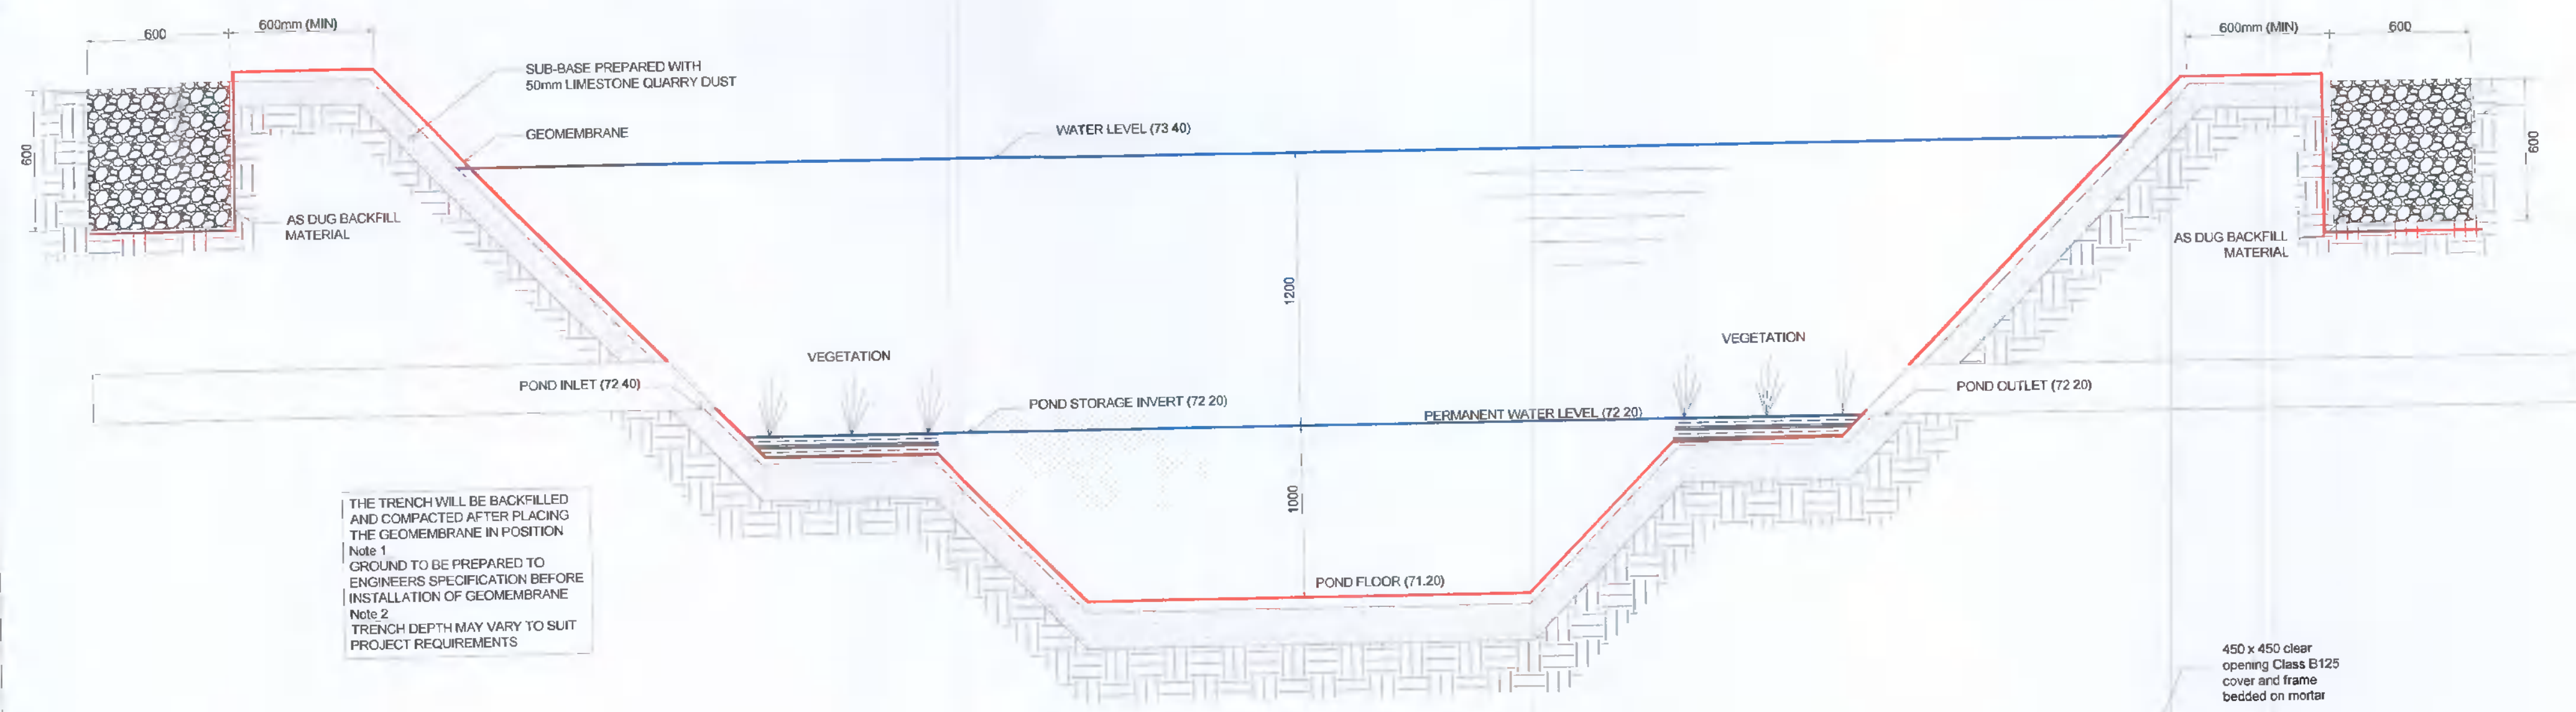 600
600mm (MIN)
600mm (MIN)
600
SUB-BASE PREPARED WITH
50mm LIMESTONE QUARRY DUST
GEOMEMBRANE
WATER LEVEL (73 40)
600
600
AS DUG BACKFILL
MATERIAL
AS DUG BACKFILL
MATERIAL
1200
VEGETATION
VEGETATION
POND INLET (72 40)
POND OUTLET (72 20)
POND STORAGE INVERT (72 20)
PERMANENT WATER LEVEL (72 20)
1000
POND FLOOR (71.20)
THE TRENCH WILL BE BACKFILLED
AND COMPACTED AFTER PLACING
THE GEOMEMBRANE IN POSITION
Note 1
GROUND TO BE PREPARED TO
ENGINEERS SPECIFICATION BEFORE
INSTALLATION OF GEOMEMBRANE
Note 2
TRENCH DEPTH MAY VARY TO SUIT
PROJECT REQUIREMENTS
450 x 450 clear
opening Class B125
cover and frame
bedded on mortar